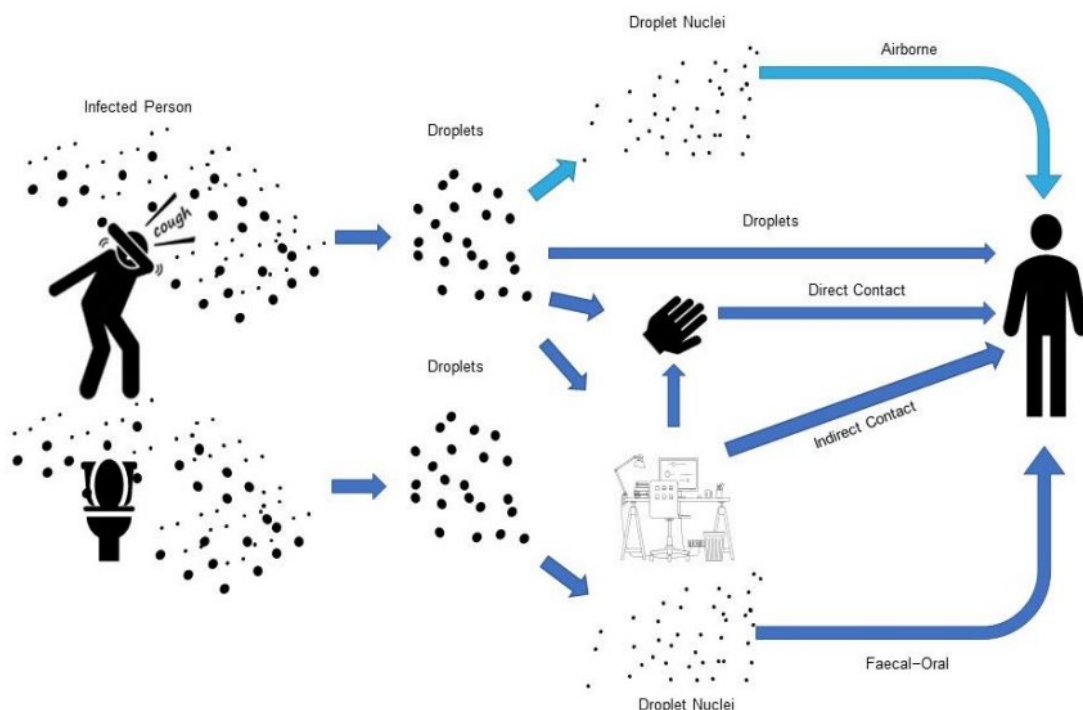 Droplet Nuclei
Airborne
Infected Person
Droplets
cough
Droplets
Direct Contact
Droplets
Indirect Contact
Faecal-Oral
Droplet Nuclei